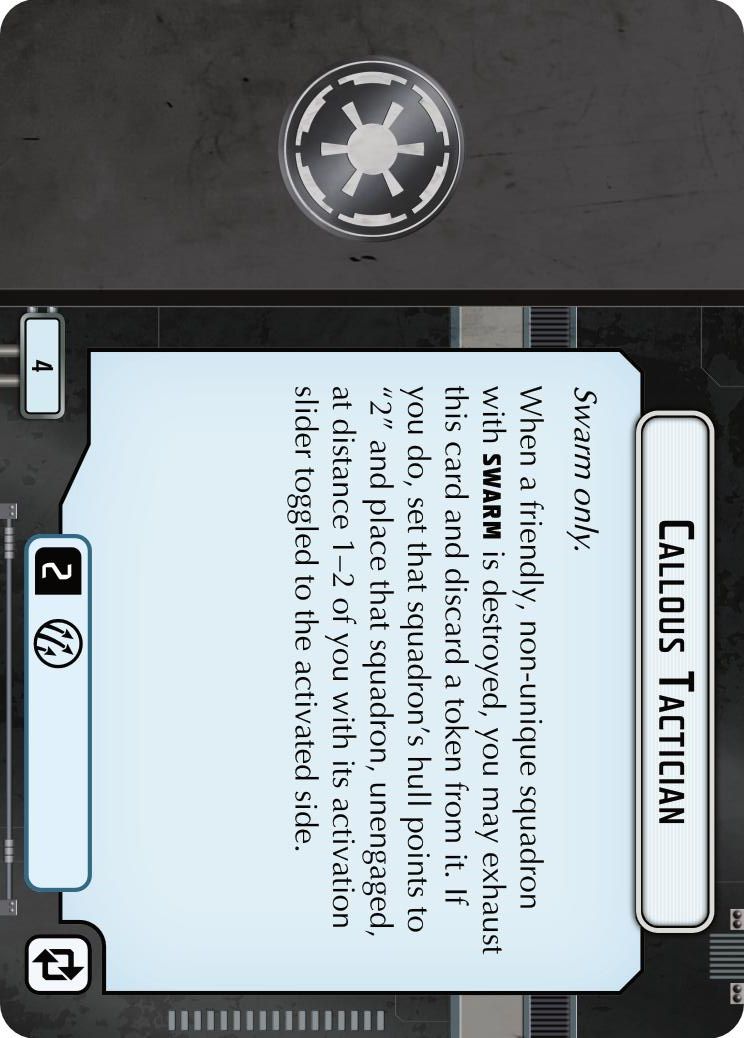 CALLOUS TACTICIAN
Swarm only.
When a friendly, non-unique squadron
with SWARM is destroyed, you may exhaust
this card and discard a token from it. If
you do, set that squadron's hull points to
“2” and place that squadron, unengaged,
at distance 1–2 of you with its activation
slider toggled to the activated side.
4
2